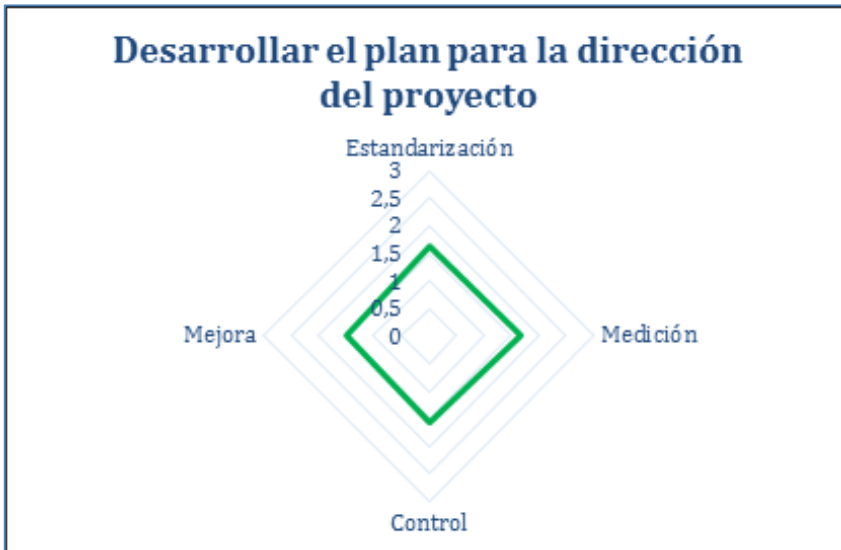 Desarrollar el plan para la dirección
del proyecto
Estandarización
3
2,5
2
1,5
1
0,5
0
Mejora
Medición
Control